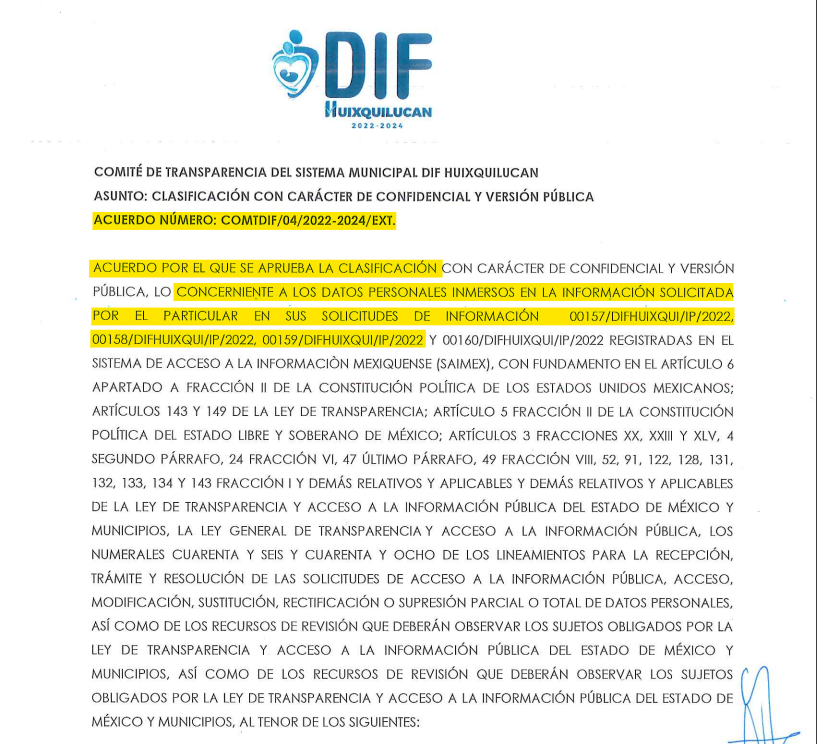 DIF
HUIXQUILUCAN
2022-2024
COMITÉ DE TRANSPARENCIA DEL SISTEMA MUNICIPAL DIF HUIXQUILUCAN
ASUNTO: CLASIFICACIÓN CON CARÁCTER DE CONFIDENCIAL Y VERSIÓN PÚBLICA
ACUERDO NÚMERO: COMTDIF/04/2022-2024/EXT.
ACUERDO POR EL QUE SE APRUEBA LA CLASIFICACIÓN CON CARÁCTER DE CONFIDENCIAL Y VERSIÓN
PÚBLICA, LO CONCERNIENTE A LOS DATOS PERSONALES INMERSOS EN LA INFORMACIÓN SOLICITADA
POR EL PARTICULAR EN SUS SOLICITUDES DE INFORMACIÓN 00157/DIFHUIXQUI/IP/2022,
00158/DIFHUIXQUI/IP/2022, 00159/DIFHUIXQUI/IP/2022 Y 00160/DIFHUIXQUI/IP/2022 REGISTRADAS EN EL
SISTEMA DE ACCESO A LA INFORMACIÒN MEXIQUENSE (SAIMEX), CON FUNDAMENTO EN EL ARTÍCULO 6
APARTADO A FRACCIÓN II DE LA CONSTITUCIÓN POLÍTICA DE LOS ESTADOS UNIDOS MEXICANOS;
ARTÍCULOS 143 Y 149 DE LA LEY DE TRANSPARENCIA; ARTÍCULO 5 FRACCIÓN II DE LA CONSTITUCIÓN
POLÍTICA DEL ESTADO LIBRE Y SOBERANO DE MÉXICO; ARTÍCULOS 3 FRACCIONES XX, XXIII Y XLV, 4
SEGUNDO PÁRRAFO, 24 FRACCIÓN VI, 47 ÚLTIMO PÁRRAFO, 49 FRACCIÓN VIII, 52, 91, 122, 128, 131,
132, 133, 134 Y 143 FRACCIÓN I Y DEMÁS RELATIVOS Y APLICABLES Y DEMÁS RELATIVOS Y APLICABLES
DE LA LEY DE TRANSPARENCIA Y ACCESO A LA INFORMACIÓN PÚBLICA DEL ESTADO DE MÉXICO Y
MUNICIPIOS, LA LEY GENERAL DE TRANSPARENCIA Y ACCESO A LA INFORMACIÓN PÚBLICA, LOS
NUMERALES CUARENTA Y SEIS Y CUARENTA Y OCHO DE LOS LINEAMIENTOS PARA LA RECEPCIÓN,
TRÁMITE Y RESOLUCIÓN DE LAS SOLICITUDES DE ACCESO A LA INFORMACIÓN PÚBLICA, ACCESO,
MODIFICACIÓN, SUSTITUCIÓN, RECTIFICACIÓN O SUPRESIÓN PARCIAL O TOTAL DE DATOS PERSONALES,
ASÍ COMO DE LOS RECURSOS DE REVISIÓN QUE DEBERÁN OBSERVAR LOS SUJETOS OBLIGADOS POR LA
LEY DE TRANSPARENCIA Y ACCESO A LA INFORMACIÓN PÚBLICA DEL ESTADO DE MÉXICO Y
MUNICIPIOS, ASÍ COMO DE LOS RECURSOS DE REVISIÓN QUE DEBERÁN OBSERVAR LOS SUJETOS
OBLIGADOS POR LA LEY DE TRANSPARENCIA Y ACCESO A LA INFORMACIÓN PÚBLICA DEL ESTADO DE
MÉXICO Y MUNICIPIOS, AL TENOR DE LOS SIGUIENTES: